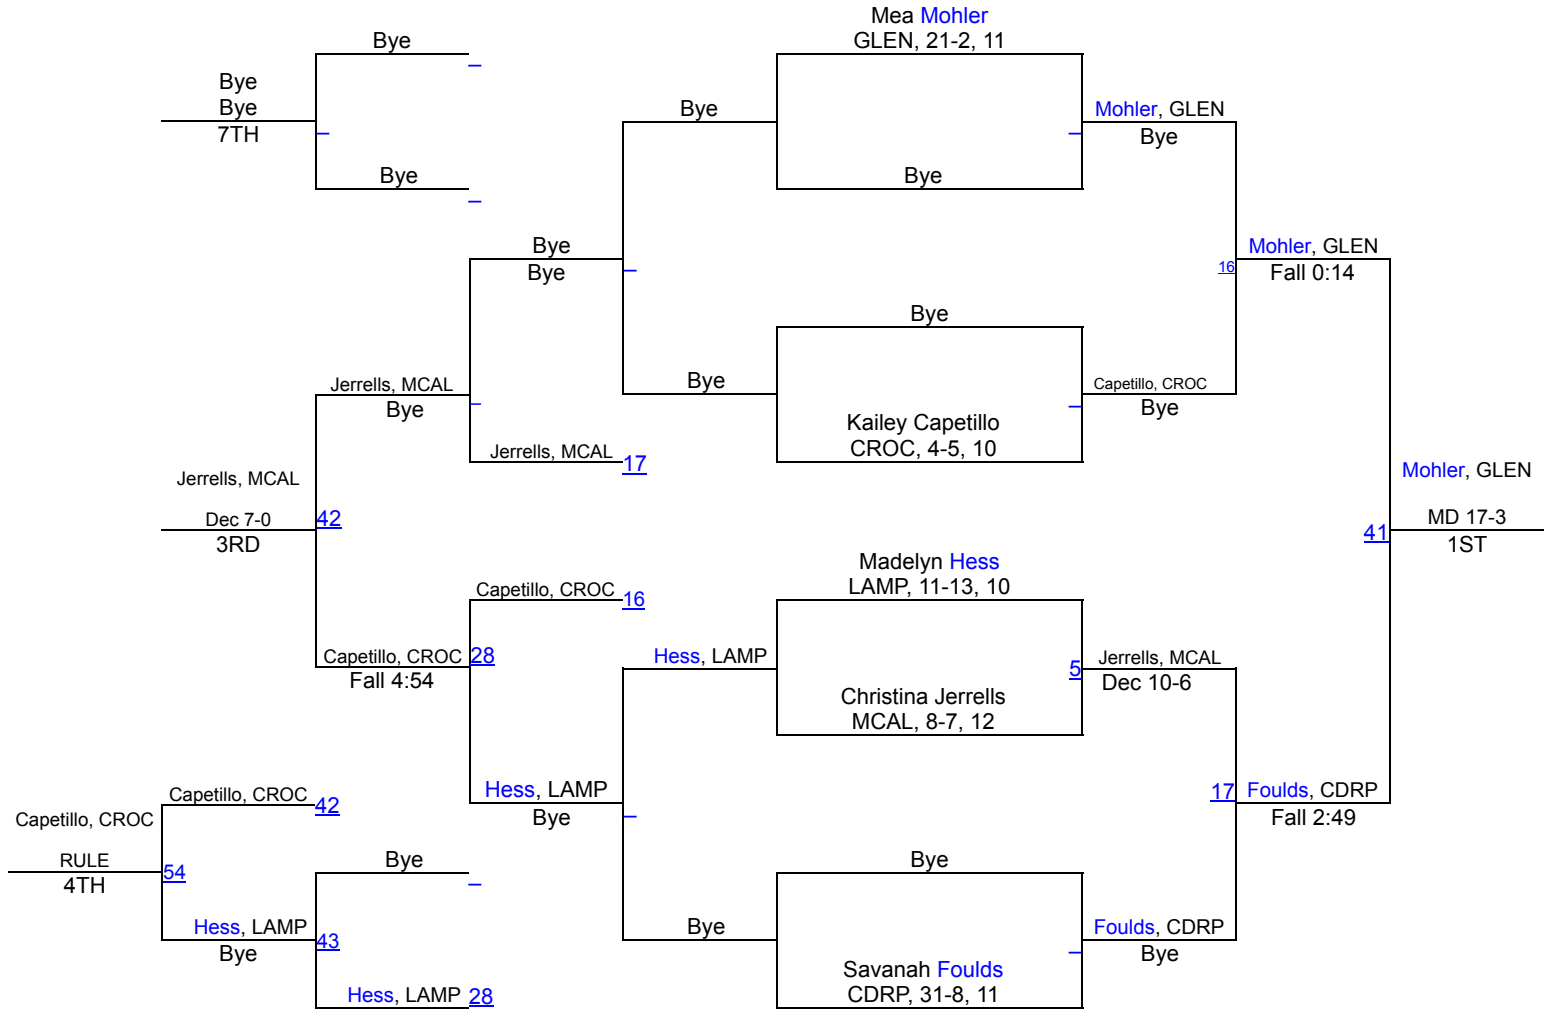 Mea Mohler
GLEN, 21-2, 11
Bye
Bye
Bye
7TH
Bye
Bye
Mohler, GLEN
Bye
Bye
Bye
Bye
Mohler, GLEN
16
Fall 0:14
Bye
Jerrells, MCAL
Bye
Bye
Capetillo, CROC
Bye
Kailey Capetillo
CROC, 4-5, 10
Jerrells, MCAL 17
Jerrells, MCAL
Dec 7-0 42
3RD
Mohler, GLEN
MD 17-3
41
1ST
Madelyn Hess
LAMP, 11-13, 10
Capetillo, CROC 16
Capetillo, CROC 28
Fall 4:54
Hess, LAMP
5 Jerrells, MCAL
Dec 10-6
Christina Jerrells
MCAL, 8-7, 12
Hess, LAMP
Bye
17 Foulds, CDRP
Fall 2:49
Capetillo, CROC 42
Capetillo, CROC
RULE 54
4TH
Bye
Bye
Hess, LAMP 43
Bye
Bye
Foulds, CDRP
Bye
Savanah Foulds
CDRP, 31-8, 11
Hess, LAMP 28